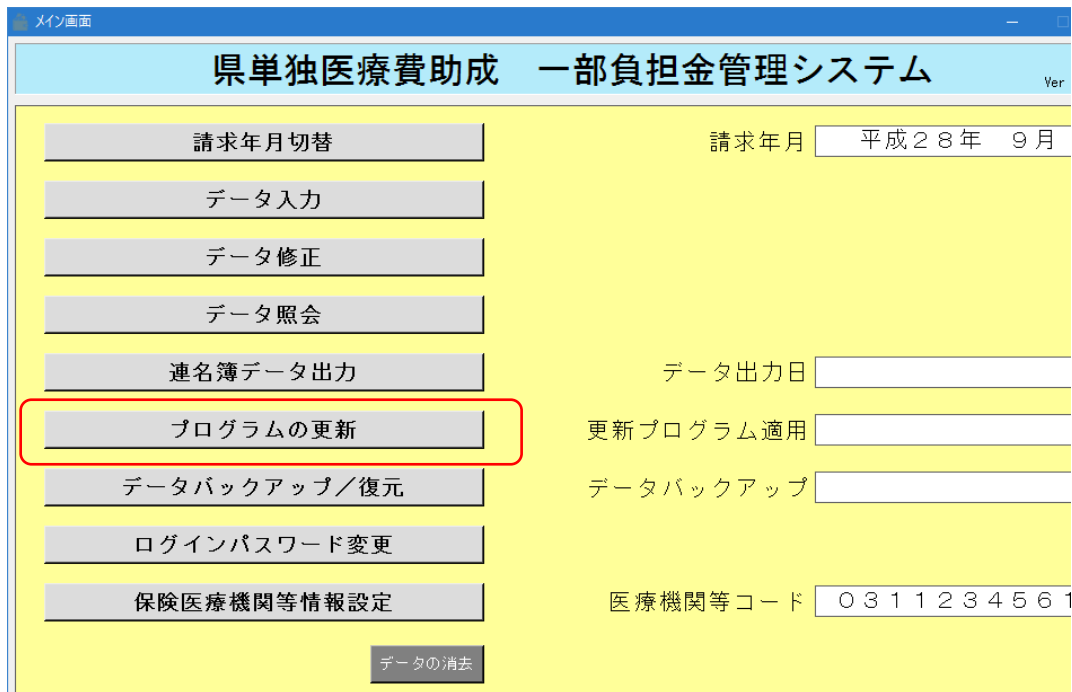 メイン画面
県単独医療費助成　一部負担金管理システム
Ver
請求年月切替
請求年月　平成２８年　９月
データ入力
データ修正
データ照会
連名簿データ出力
データ出力日
プログラムの更新
更新プログラム適用
データバックアップ／復元
データバックアップ
ログインパスワード変更
保険医療機関等情報設定
医療機関等コード　０３１１２３４５６１
データの消去